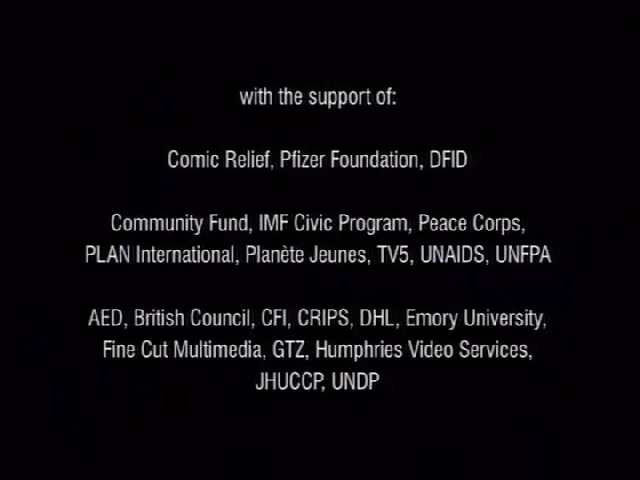 with the support of:
Comic Relief, Pfizer Foundation, DFID
Community Fund, IMF Civic Program, Peace Corps,
PLAN International, Planète Jeunes, TV5, UNAIDS, UNFPA
AED, British Council, CFI, CRIPS, DHL, Emory University,
Fine Cut Multimedia, GTZ, Humphries Video Services,
JHUCCP, UNDP